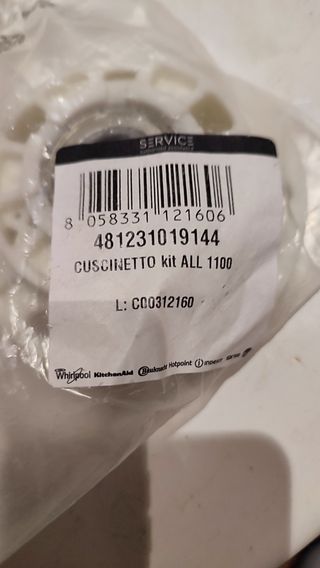 SERVICE
8 058331 121606
481231019144
CUSCINETTO kit ALL 1100
L: C00312160
Whirlpool KitchenAid Bauknecht Hotpoint indesit